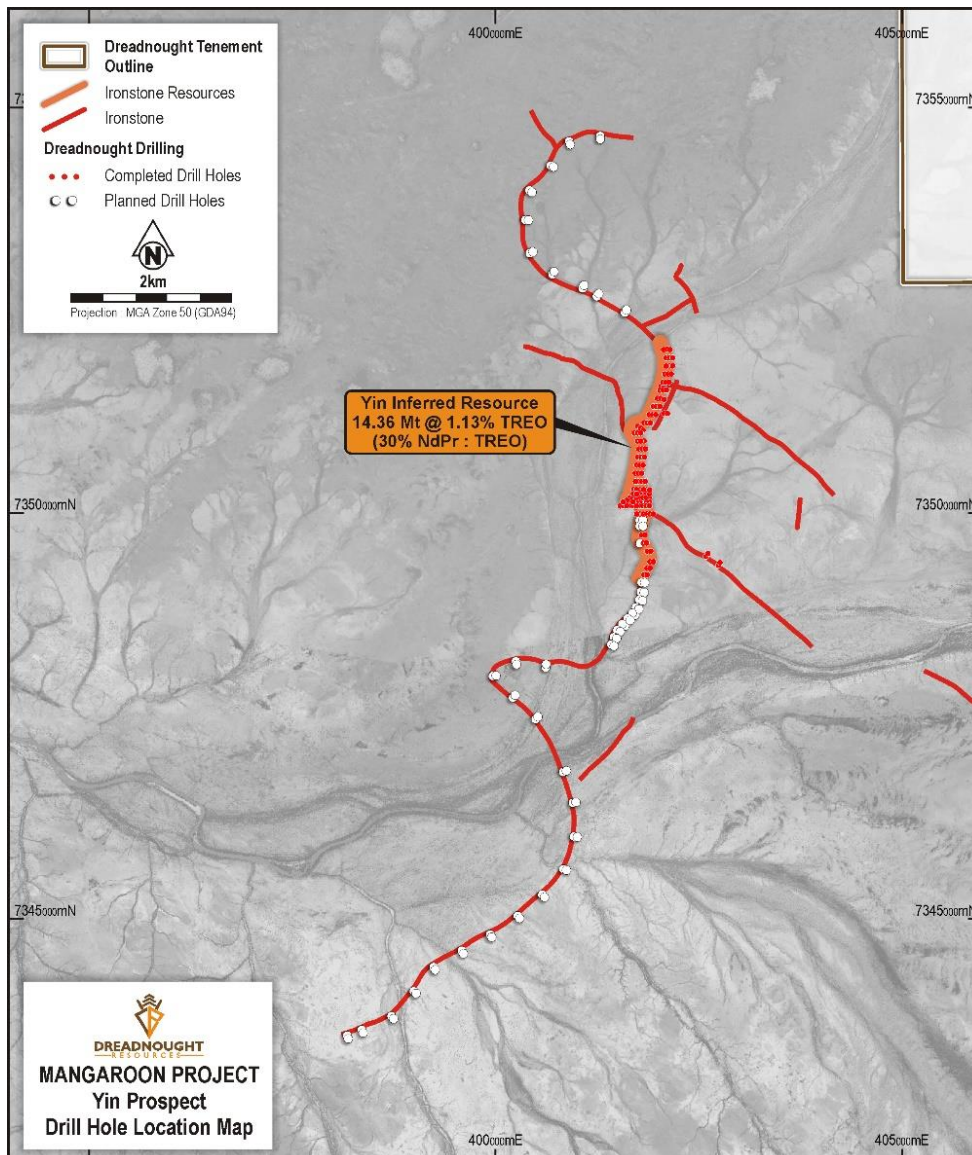 400000mE
405000mE
Dreadnought Tenement
Outline
Ironstone Resources
Ironstone
Dreadnought Drilling
Completed Drill Holes
Planned Drill Holes
N
2km
Projection : MGA Zone 50 (GDA94)
7355000mN
Yin Inferred Resource
14.36 Mt @ 1.13% TREO
(30% NdPr : TREO)
7350000mN
7350000mN
7345000mN
7345000mN
DREADNOUGHT
RESOURCES
MANGAROON PROJECT
Yin Prospect
Drill Hole Location Map
400000mE
405000mE